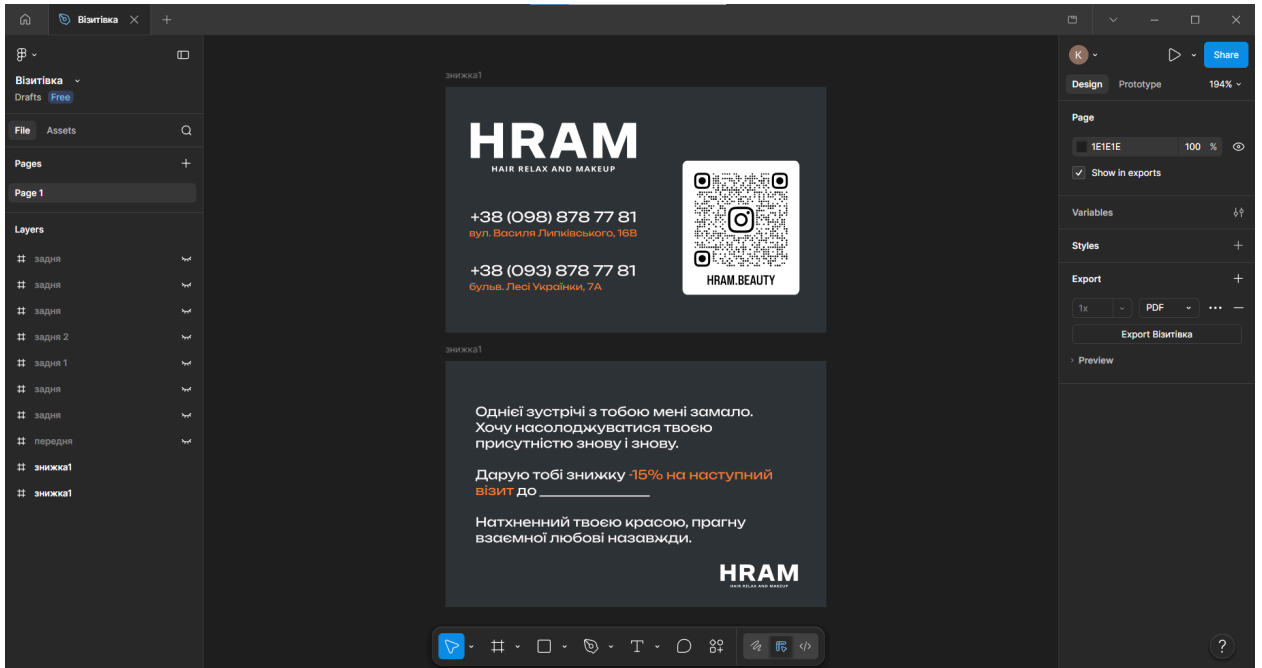 Візитівка
Візитівка
Drafts Free
File Assets
Pages
Page 1
Layers
задня
задня
задня
задня 2
задня 1
задня
задня
передня
знижка1
знижка1
знижка1
HRAM
HAIR RELAX AND MAKEUP
+38 (098) 878 77 81
вул. Василя Липківського, 16В
+38 (093) 878 77 81
бульв. Лесі Українки, 7А
HRAM.BEAUTY
знижка1
Однієї зустрічі з тобою мені замало.
Хочу насолоджуватися твоєю
присутністю знову і знову.
Дарую тобі знижку -15% на наступний
візит до _______________
Натхненний твоєю красою, прагну
взаємної любові назавжди.
HRAM
HAIR RELAX AND MAKEUP
K
Share
Design Prototype 194%
Page
1E1E1E 100 %
Show in exports
Variables
Styles
Export
1x PDF
Export Візитівка
Preview
?